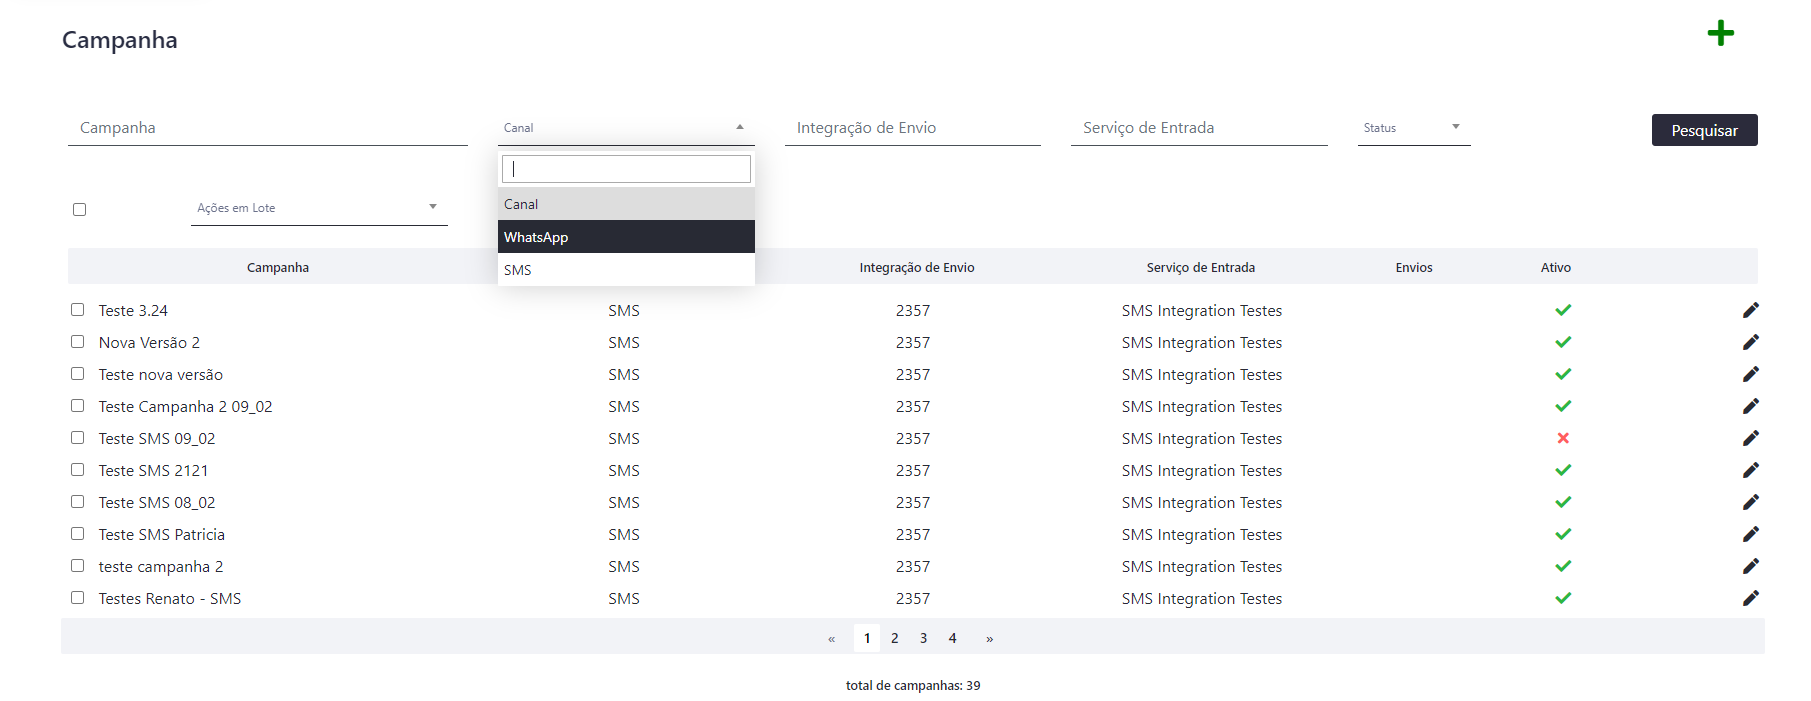 Campanha
Campanha Canal Integração de Envio Serviço de Entrada Status Pesquisar
Ações em Lote
Canal
WhatsApp
SMS
Campanha Integração de Envio Serviço de Entrada Envios Ativo
Teste 3.24 SMS 2357 SMS Integration Testes
Nova Versão 2 SMS 2357 SMS Integration Testes
Teste nova versão SMS 2357 SMS Integration Testes
Teste Campanha 2 09_02 SMS 2357 SMS Integration Testes
Teste SMS 09_02 SMS 2357 SMS Integration Testes
Teste SMS 2121 SMS 2357 SMS Integration Testes
Teste SMS 08_02 SMS 2357 SMS Integration Testes
Teste SMS Patricia SMS 2357 SMS Integration Testes
teste campanha 2 SMS 2357 SMS Integration Testes
Testes Renato - SMS SMS 2357 SMS Integration Testes
« 1 2 3 4 »
total de campanhas: 39